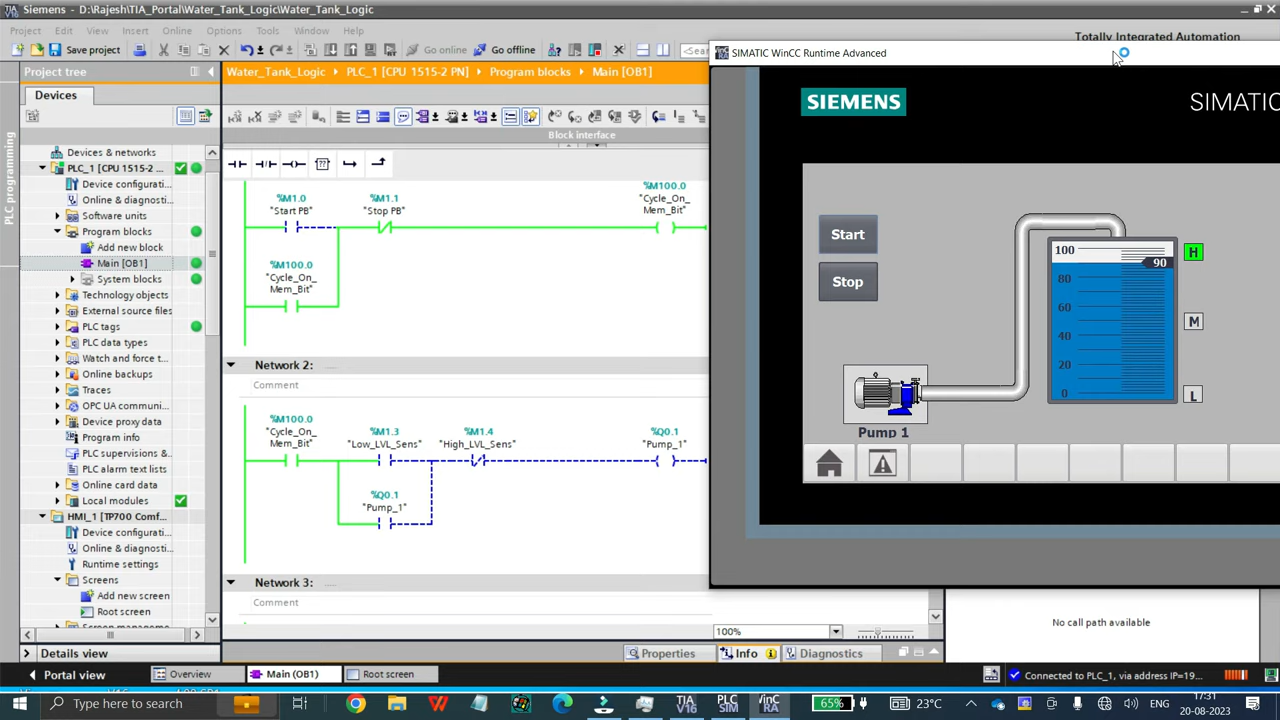 Siemens - D:\Rajesh\TIA_Portal\Water_Tank_Logic\Water_Tank_Logic
Project Edit View Insert Online Options Tools Window Help
Totally Integrated Automation
Save project Go online Go offline
Project tree
Water_Tank_Logic PLC_1 [CPU 1515-2 PN] Program blocks Main [OB1]
Devices
PLC programming
Block interface
Devices & networks
PLC_1 [CPU 1515-2 ...
Device configurati...
Online & diagnosti...
Software units
Program blocks
Add new block
Main [OB1]
System blocks
Technology objects
External source files
PLC tags
PLC data types
Watch and force t...
Online backups
Traces
OPC UA communi...
Device proxy data
Program info
PLC supervisions & ...
PLC alarm text lists
Online card data
Local modules
HMI_1 [TP700 Comf...
Device configurati...
Online & diagnosti...
Runtime settings
Screens
Add new screen
Root screen
Details view
%M1.0
"Start PB"
%M1.1
"Stop PB"
%M100.0
"Cycle_On_
Mem_Bit"
%M100.0
"Cycle_On_
Mem_Bit"
Network 2:
Comment
%M100.0
"Cycle_On_
Mem_Bit"
%M1.3
"Low_LVL_Sens"
%M1.4
"High_LVL_Sens"
%Q0.1
"Pump_1"
%Q0.1
"Pump_1"
Network 3:
Comment
100%
Properties Info Diagnostics
SIMATIC WinCC Runtime Advanced
SIEMENS
SIMATIC
Start
Stop
100
80
60
40
20
0
90
H
M
L
Pump 1
No call path available
Portal view Overview Main (OB1) Root screen
Connected to PLC_1, via address IP=19...
Type here to search
65%
23°C
ENG
17:31
20-08-2023